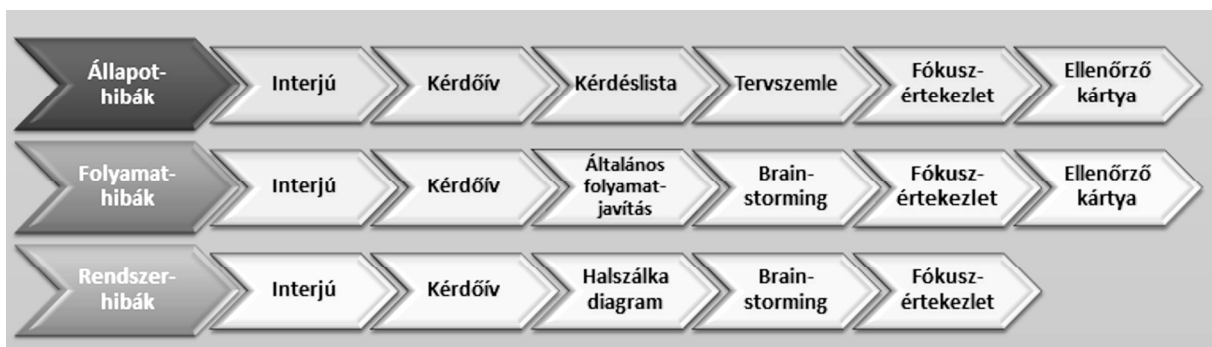 Állapot-
hibák
Interjú
Kérdőív
Kérdéslista
Tervszemle
Fókusz-
értekezlet
Ellenőrző
kártya
Folyamat-
hibák
Interjú
Kérdőív
Általános
folyamat-
javítás
Brain-
storming
Fókusz-
értekezlet
Ellenőrző
kártya
Rendszer-
hibák
Interjú
Kérdőív
Halszálka
diagram
Brain-
storming
Fókusz-
értekezlet